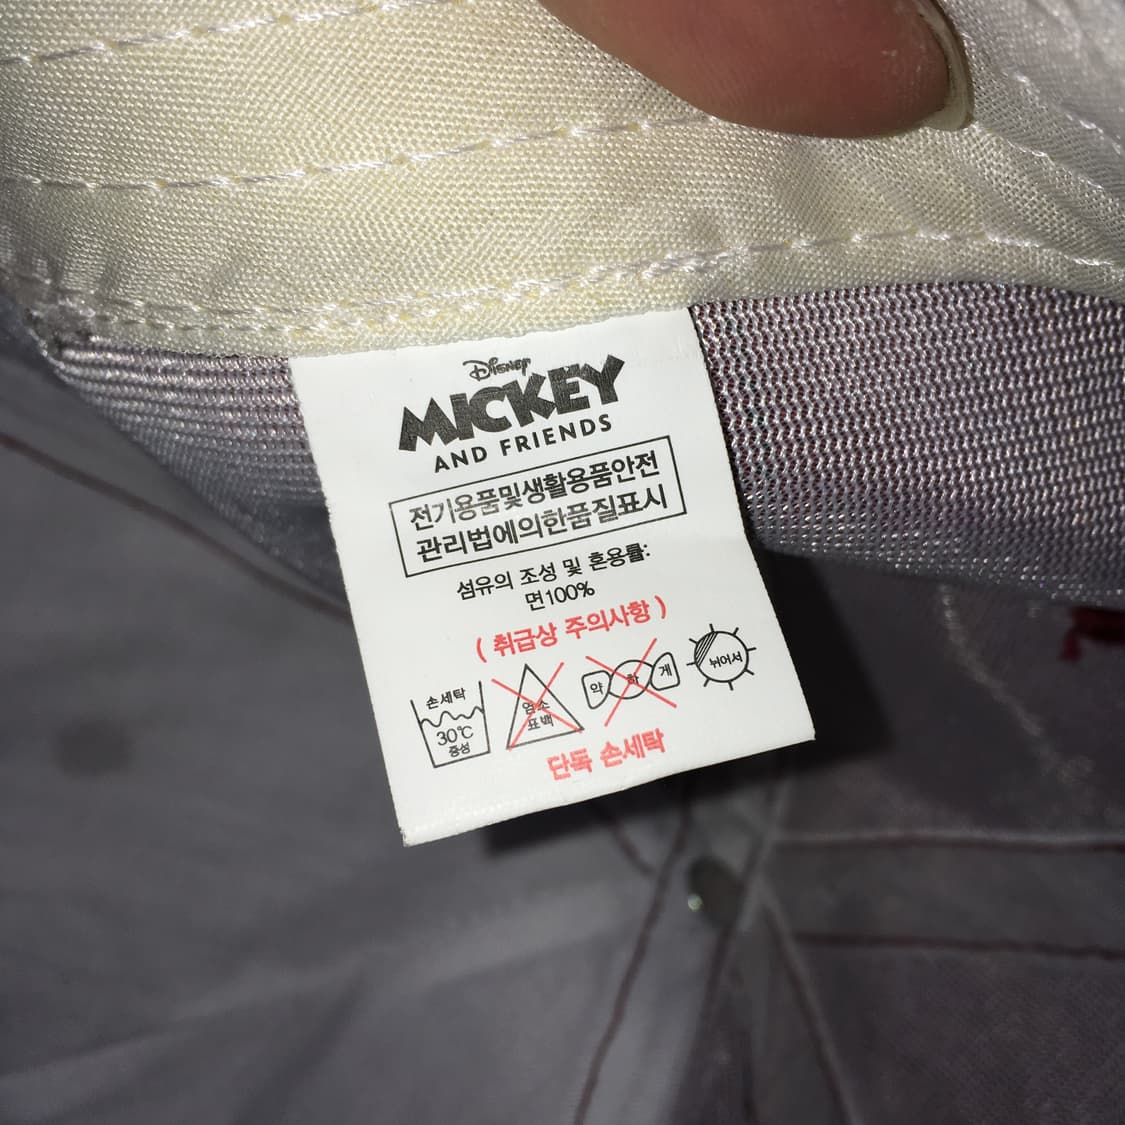 Disney
MICKEY
AND FRIENDS
전기용품및생활용품안전
관리법에의한품질표시
섬유의 조성 및 혼용률:
면100%
( 취급상 주의사항 )
손세탁
30℃
중성
염소
표백
약 하 게
뉘어서
단독 손세탁